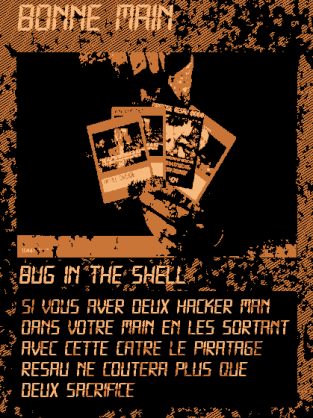 BONNE MAIN
BUG IN THE SHELL
SI VOUS AVER DEUX HACKER MAN
DANS VOTRE MAIN EN LES SORTANT
AVEC CETTE CATRE LE PIRATAGE
RESAU NE COUTERA PLUS QUE
DEUX SACRIFICE